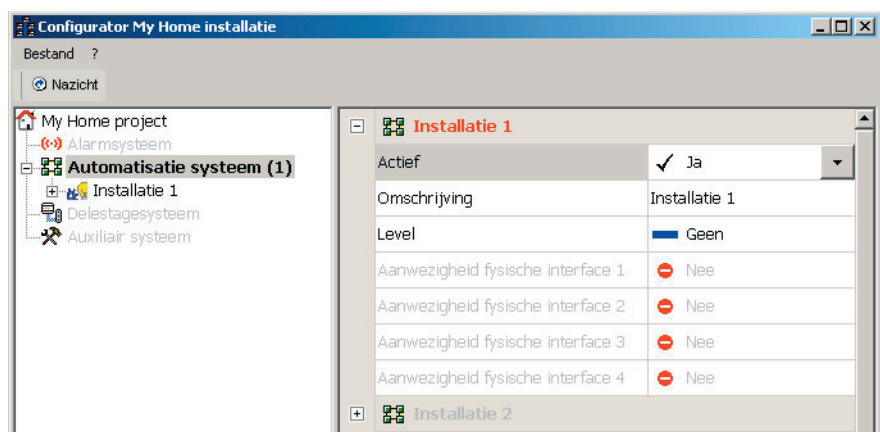 Configurator My Home installatie
Bestand ?
Nazicht
My Home project
Alarmsysteem
Automatisatie systeem (1)
Installatie 1
Delestagesysteem
Auxiliair systeem
Installatie 1
Actief Ja
Omschrijving Installatie 1
Level Geen
Aanwezigheid fysische interface 1 Nee
Aanwezigheid fysische interface 2 Nee
Aanwezigheid fysische interface 3 Nee
Aanwezigheid fysische interface 4 Nee
Installatie 2